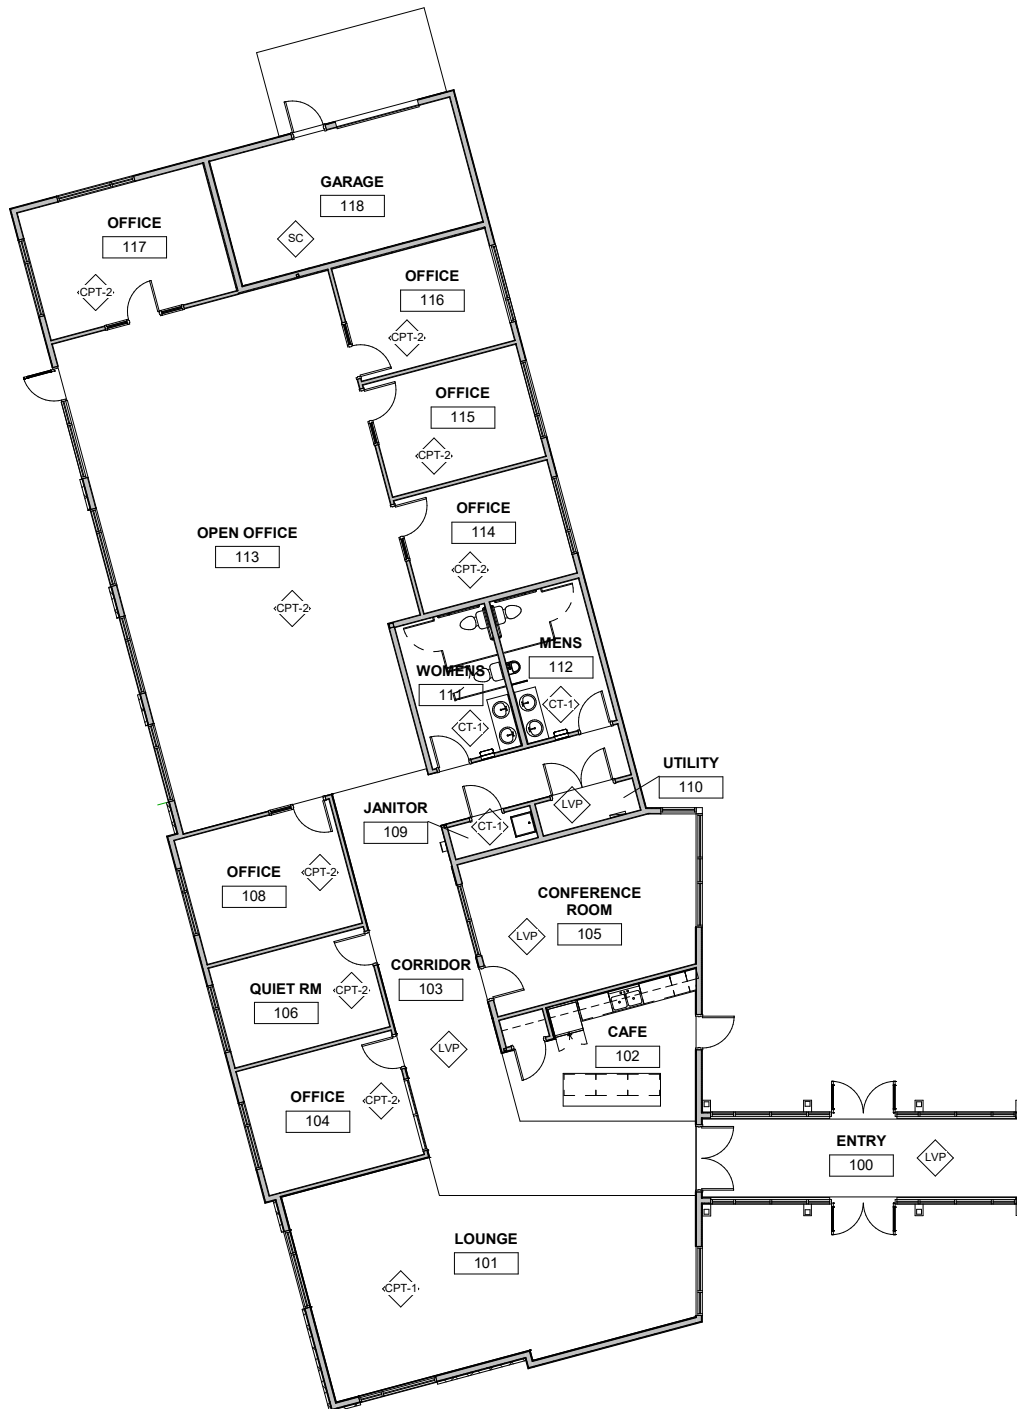 GARAGE
118
SC
OFFICE
117
CPT-2
OFFICE
116
CPT-2
OFFICE
115
CPT-2
OFFICE
114
CPT-2
OPEN OFFICE
113
CPT-2
MENS
112
CT-1
WOMENS
111
CT-1
UTILITY
110
LVP
JANITOR
109
CT-1
OFFICE
108
CPT-2
CONFERENCE
ROOM
105
LVP
QUIET RM
106
CPT-2
CORRIDOR
103
LVP
CAFE
102
OFFICE
104
CPT-2
ENTRY
100
LVP
LOUNGE
101
CPT-1